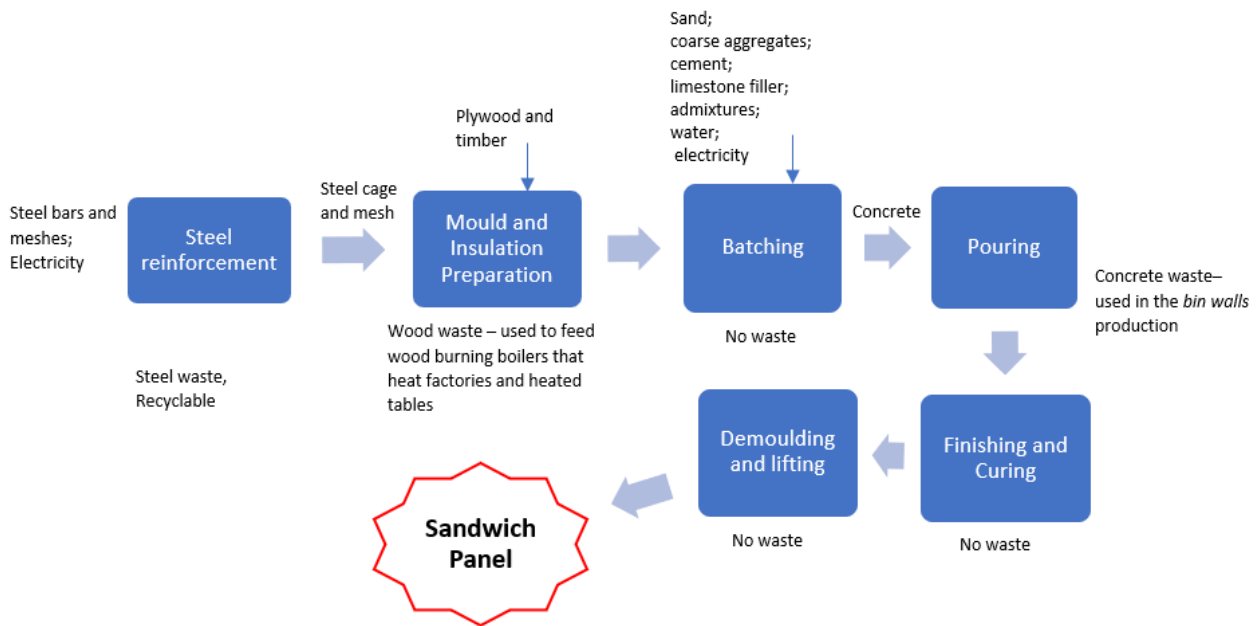 Sand;
coarse aggregates;
cement;
limestone filler;
admixtures;
water;
electricity
Plywood and
timber
Steel bars and
meshes;
Electricity
Steel
reinforcement
Steel cage
and mesh
Mould and
Insulation
Preparation
Batching
Concrete
Pouring
Steel waste,
Recyclable
Wood waste – used to feed
wood burning boilers that
heat factories and heated
tables
No waste
Concrete waste–
used in the bin walls
production
Finishing and
Curing
No waste
Demoulding
and lifting
No waste
Sandwich
Panel